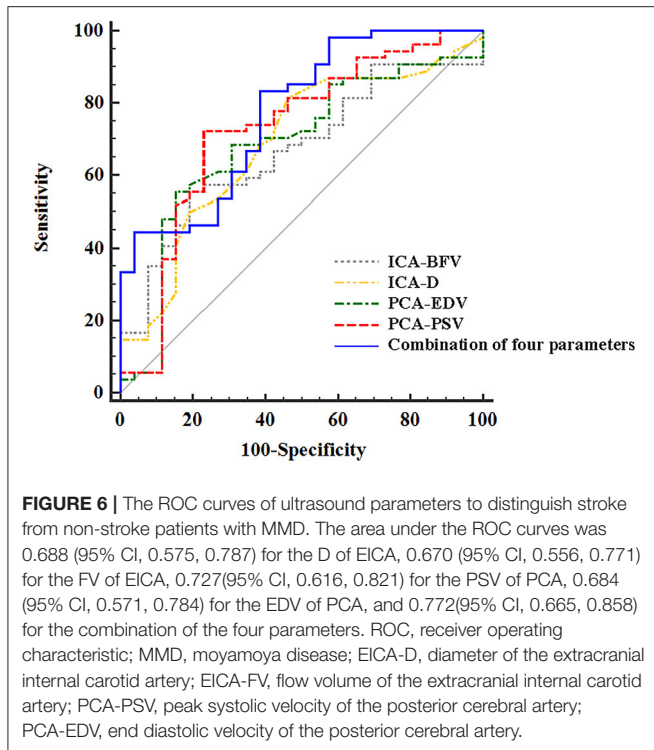 100
80
60
40
20
0
Sensitivity
0
20
40
60
80
100
100-Specificity
ICA-BFV
ICA-D
PCA-EDV
PCA-PSV
Combination of four parameters
FIGURE 6 | The ROC curves of ultrasound parameters to distinguish stroke
from non-stroke patients with MMD. The area under the ROC curves was
0.688 (95% CI, 0.575, 0.787) for the D of EICA, 0.670 (95% CI, 0.556, 0.771)
for the FV of EICA, 0.727(95% CI, 0.616, 0.821) for the PSV of PCA, 0.684
(95% CI, 0.571, 0.784) for the EDV of PCA, and 0.772(95% CI, 0.665, 0.858)
for the combination of the four parameters. ROC, receiver operating
characteristic; MMD, moyamoya disease; EICA-D, diameter of the extracranial
internal carotid artery; EICA-FV, flow volume of the extracranial internal carotid
artery; PCA-PSV, peak systolic velocity of the posterior cerebral artery;
PCA-EDV, end diastolic velocity of the posterior cerebral artery.